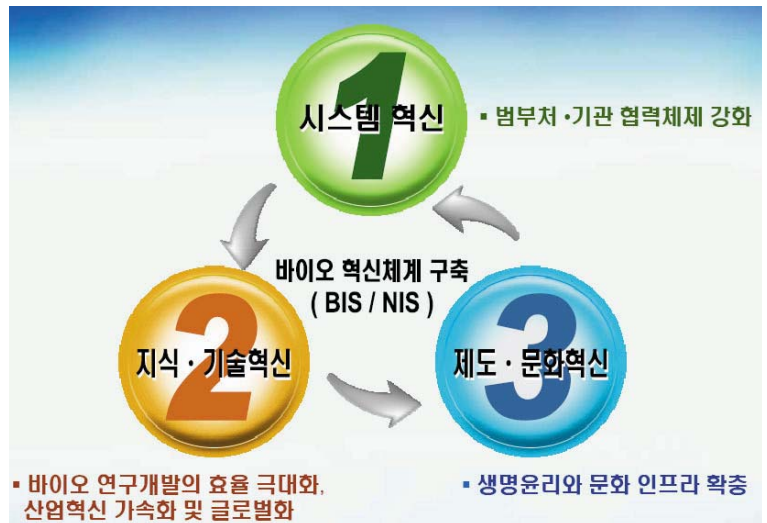 1
시스템 혁신
▪ 범부처 •기관 협력체제 강화
바이오 혁신체계 구축
( BIS / NIS )
2
지식 · 기술혁신
3
제도 · 문화혁신
▪ 바이오 연구개발의 효율 극대화,
산업혁신 가속화 및 글로벌화
▪ 생명윤리와 문화 인프라 확충